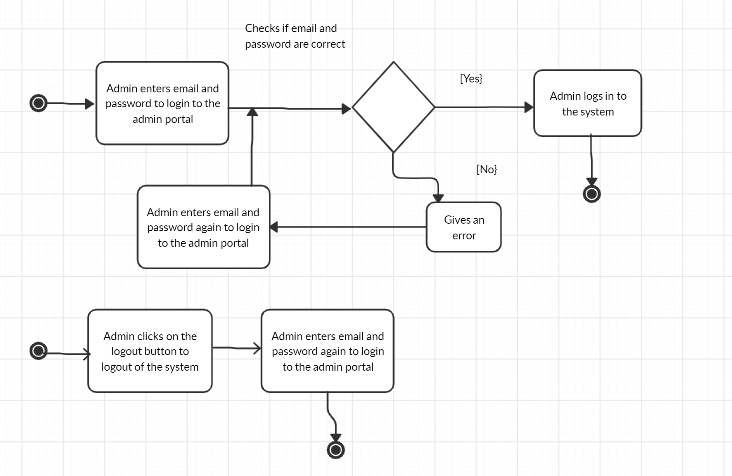 Checks if email and
password are correct
Admin enters email and
password to login to the
admin portal
[Yes}
Admin logs in to
the system
[No}
Admin enters email and
password again to login
to the admin portal
Gives an
error
Admin clicks on the
logout button to
logout of the system
Admin enters email and
password again to login
to the admin portal